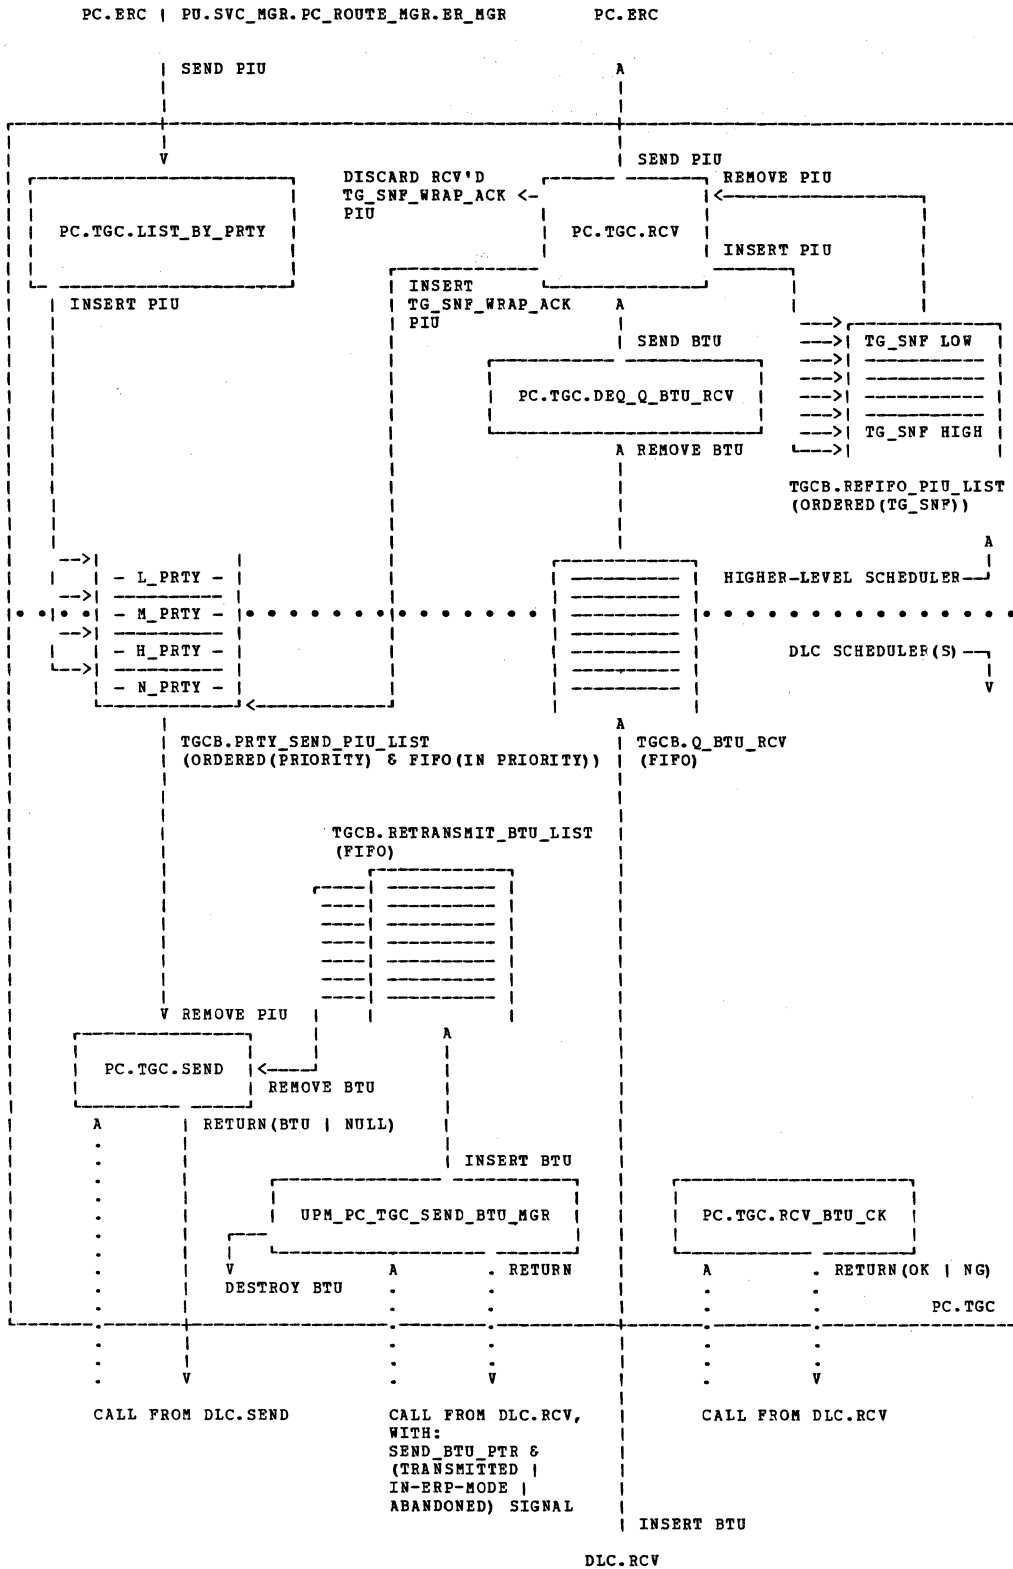 PC.ERC | PU.SVC_MGR.PC_ROUTE_MGR.ER_MGR
PC.ERC
SEND PIU
SEND PIU
DISCARD RCV'D
TG_SNF_WRAP_ACK
PIU
REMOVE PIU
PC.TGC.LIST_BY_PRTY
PC.TGC.RCV
INSERT PIU
INSERT PIU
INSERT
TG_SNF_WRAP_ACK
PIU
SEND BTU
TG_SNF LOW
PC.TGC.DEQ_Q_BTU_RCV
TG_SNF HIGH
REMOVE BTU
TGCB.REFIFO_PIU_LIST
(ORDERED(TG_SNF))
- L_PRTY -
HIGHER-LEVEL SCHEDULER
- M_PRTY -
- H_PRTY -
DLC SCHEDULER(S)
- N_PRTY -
TGCB.PRTY_SEND_PIU_LIST
(ORDERED(PRIORITY) & FIFO(IN PRIORITY))
TGCB.Q_BTU_RCV
(FIFO)
TGCB.RETRANSMIT_BTU_LIST
(FIFO)
REMOVE PIU
PC.TGC.SEND
REMOVE BTU
RETURN(BTU | NULL)
INSERT BTU
UPM_PC_TGC_SEND_BTU_MGR
PC.TGC.RCV_BTU_CK
DESTROY BTU
RETURN
RETURN(OK | NG)
PC.TGC
CALL FROM DLC.SEND
CALL FROM DLC.RCV,
WITH:
SEND_BTU_PTR &
(TRANSMITTED |
IN-ERP-MODE |
ABANDONED) SIGNAL
CALL FROM DLC.RCV
INSERT BTU
DLC.RCV